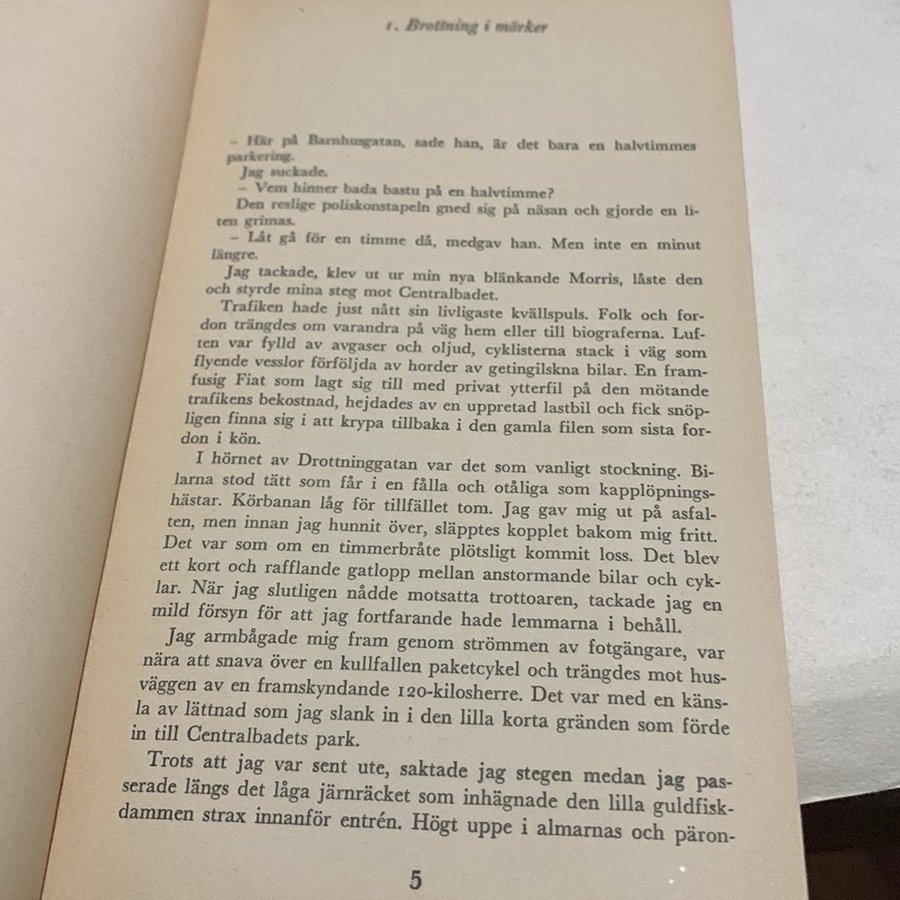 1. Brottning i mörker
– Här på Barnhusgatan, sade han, är det bara en halvtimmes
parkering.
Jag suckade.
– Vem hinner bada bastu på en halvtimme?
Den reslige poliskonstapeln gned sig på näsan och gjorde en li-
ten grimas.
– Låt gå för en timme då, medgav han. Men inte en minut
längre.
Jag tackade, klev ut ur min nya blänkande Morris, låste den
och styrde mina steg mot Centralbadet.
Trafiken hade just nått sin livligaste kvällspuls. Folk och for-
don trängdes om varandra på väg hem eller till biograferna. Luf-
ten var fylld av avgaser och oljud, cyklisterna stack i väg som
flyende vesslor förföljda av horder av getingilskna bilar. En fram-
fusig Fiat som lagt sig till med privat ytterfil på den mötande
trafikens bekostnad, hejdades av en uppretad lastbil och fick snöp-
ligen finna sig i att krypa tillbaka i den gamla filen som sista for-
don i kön.
I hörnet av Drottninggatan var det som vanligt stockning. Bi-
larna stod tätt som får i en fålla och otåliga som kapplöpnings-
hästar. Körbanan låg för tillfället tom. Jag gav mig ut på asfal-
ten, men innan jag hunnit över, släpptes kopplet bakom mig fritt.
Det var som om en timmerbråte plötsligt kommit loss. Det blev
ett kort och rafflande gatlopp mellan anstormande bilar och cyk-
lar. När jag slutligen nådde motsatta trottoaren, tackade jag en
mild försyn för att jag fortfarande hade lemmarna i behåll.
Jag armbågade mig fram genom strömmen av fotgängare, var
nära att snava över en kullfallen paketcykel och trängdes mot hus-
väggen av en framskyndande 120-kilosherre. Det var med en käns-
la av lättnad som jag slank in i den lilla korta gränden som förde
in till Centralbadets park.
Trots att jag var sent ute, saktade jag stegen medan jag pas-
serade längs det låga järnräcket som inhägnade den lilla guldfisk-
dammen strax innanför entrén. Högt uppe i almarnas och päron-
5